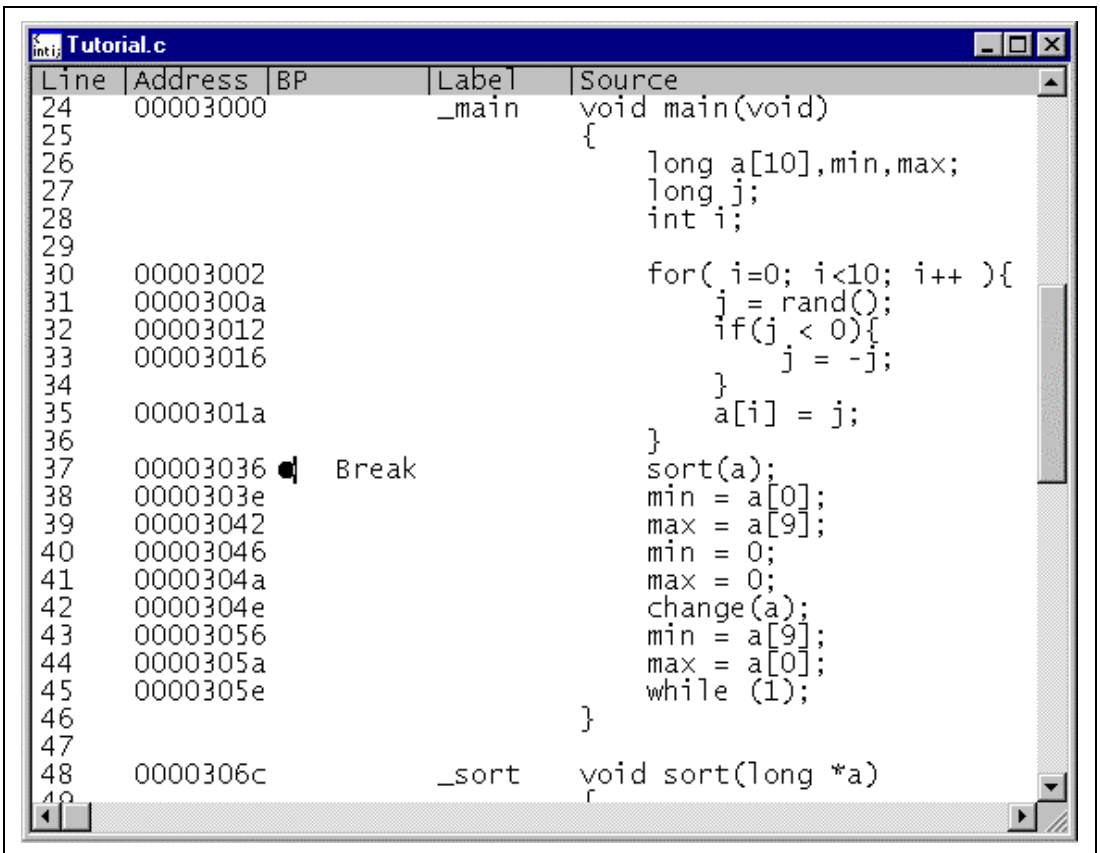 inti; Tutorial.c
Line |Address |BP |Label |Source
24 00003000 _main void main(void)
25 {
26 long a[10],min,max;
27 long j;
28 int i;
29
30 00003002 for( i=0; i<10; i++ ){
31 0000300a j = rand();
32 00003012 if(j < 0){
33 00003016 j = -j;
34 }
35 0000301a a[i] = j;
36 }
37 00003036 Break sort(a);
38 0000303e min = a[0];
39 00003042 max = a[9];
40 00003046 min = 0;
41 0000304a max = 0;
42 0000304e change(a);
43 00003056 min = a[9];
44 0000305a max = a[0];
45 0000305e while (1);
46 }
47
48 0000306c _sort void sort(long *a)
49 {